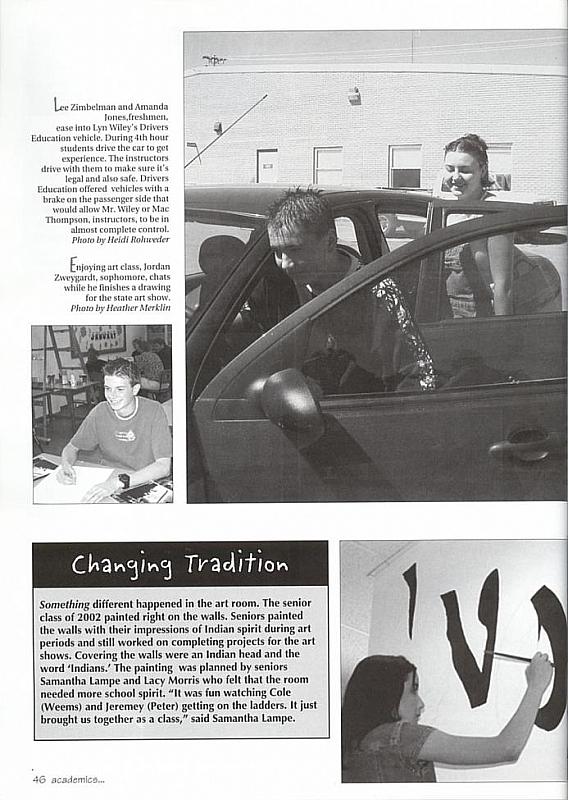 Lee Zimbelman and Amanda
Jones,freshmen,
ease into Lyn Wiley's Drivers
Education vehicle. During 4th hour
students drive the car to get
experience. The instructors
drive with them to make sure it's
legal and also safe. Drivers
Education offered vehicles with a
brake on the passenger side that
would allow Mr. Wiley or Mac
Thompson, instructors, to be in
almost complete control.
Photo by Heidi Rohweder
Enjoying art class, Jordan
Zweygardt, sophomore, chats
while he finishes a drawing
for the state art show.
Photo by Heather Merklin
JANUARY
Changing Tradition
Something different happened in the art room. The senior
class of 2002 painted right on the walls. Seniors painted
the walls with their impressions of Indian spirit during art
periods and still worked on completing projects for the art
shows. Covering the walls were an Indian head and the
word 'Indians.' The painting was planned by seniors
Samantha Lampe and Lacy Morris who felt that the room
needed more school spirit. "It was fun watching Cole
(Weems) and Jeremey (Peter) getting on the ladders. It just
brought us together as a class," said Samantha Lampe.
46 academics...